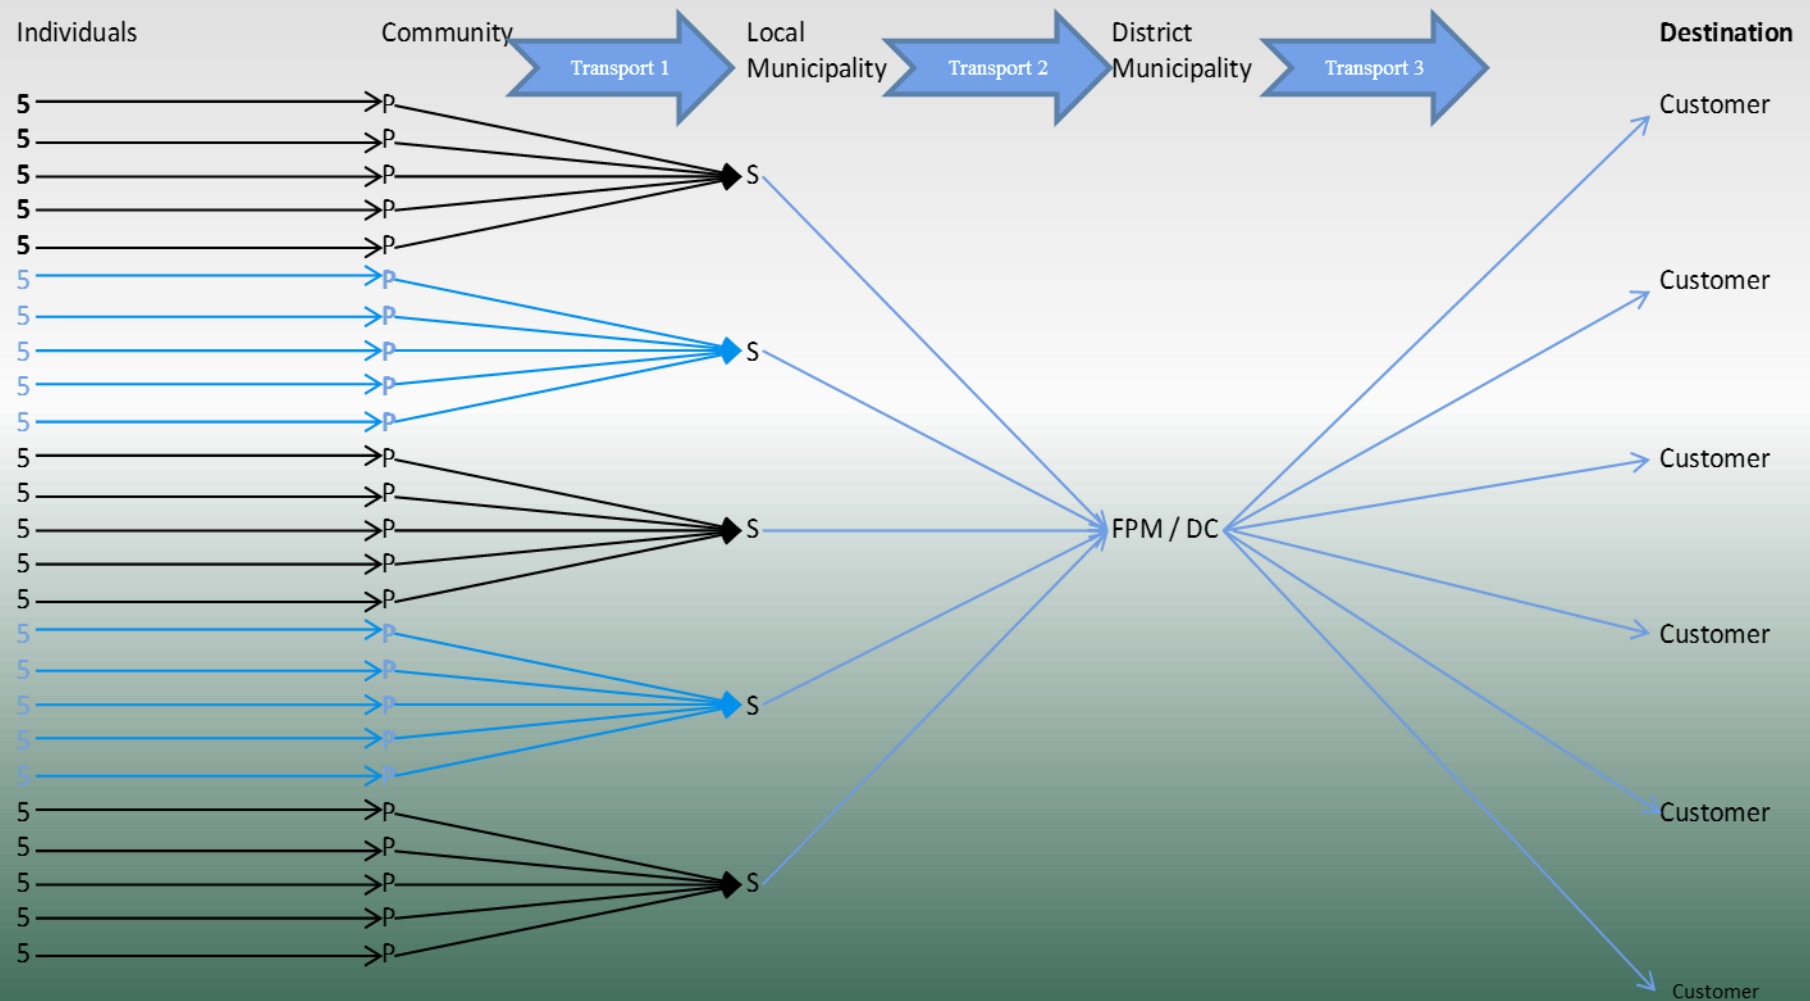 Individuals
Community
Transport 1
Local
Municipality
Transport 2
District
Municipality
Transport 3
Destination
5 P Customer
5 P
5 P S
5 P
5 P
5 P Customer
5 P
5 P S
5 P
5 P
5 P Customer
5 P
5 P S FPM / DC
5 P
5 P
5 P Customer
5 P
5 P S
5 P
5 P
5 P Customer
5 P
5 P S
5 P
5 P
Customer